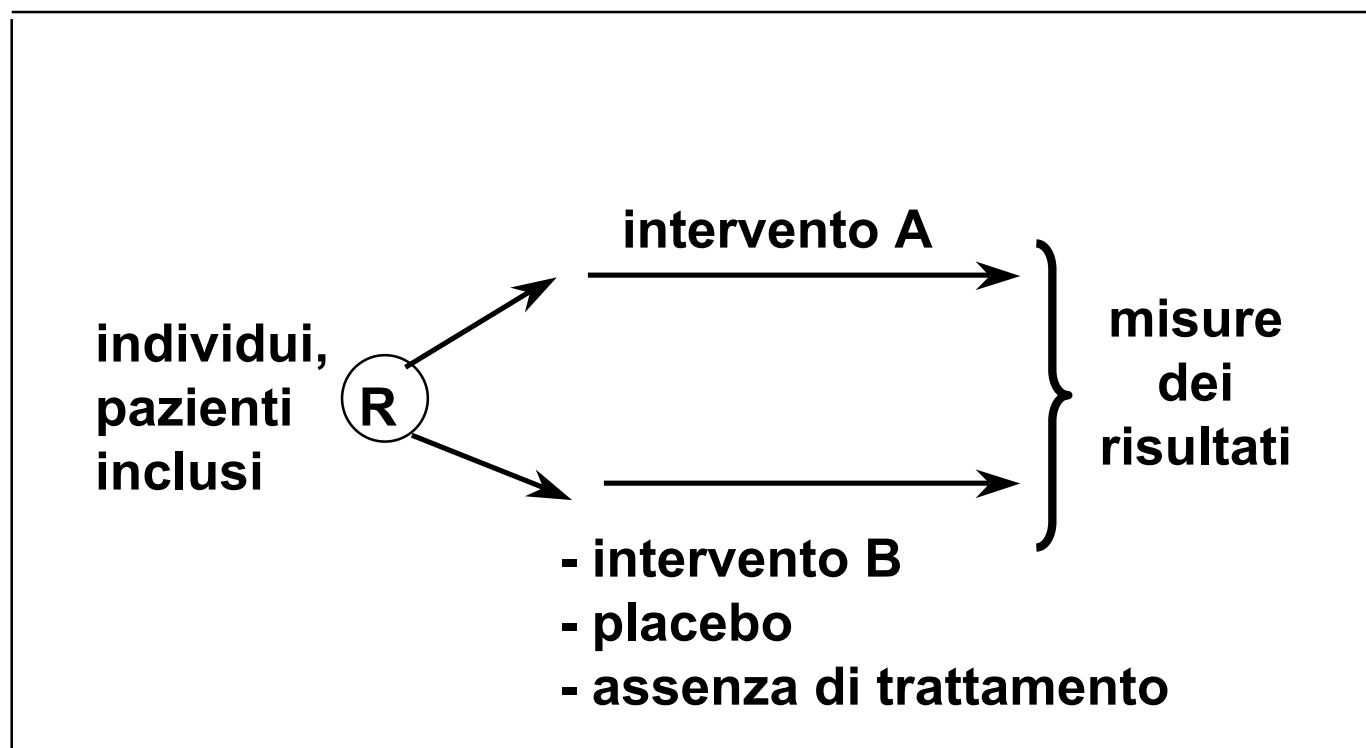 intervento A
individui,
pazienti
inclusi
R
misure
dei
risultati
- intervento B
- placebo
- assenza di trattamento